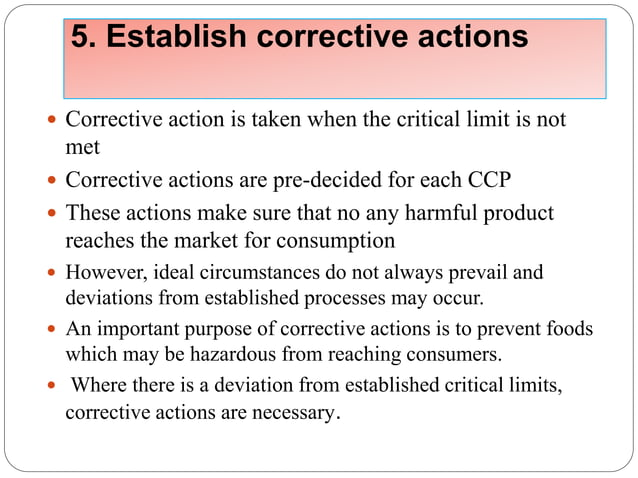 5. Establish corrective actions
• Corrective action is taken when the critical limit is not
met
• Corrective actions are pre-decided for each CCP
• These actions make sure that no any harmful product
reaches the market for consumption
• However, ideal circumstances do not always prevail and
deviations from established processes may occur.
• An important purpose of corrective actions is to prevent foods
which may be hazardous from reaching consumers.
• Where there is a deviation from established critical limits,
corrective actions are necessary.